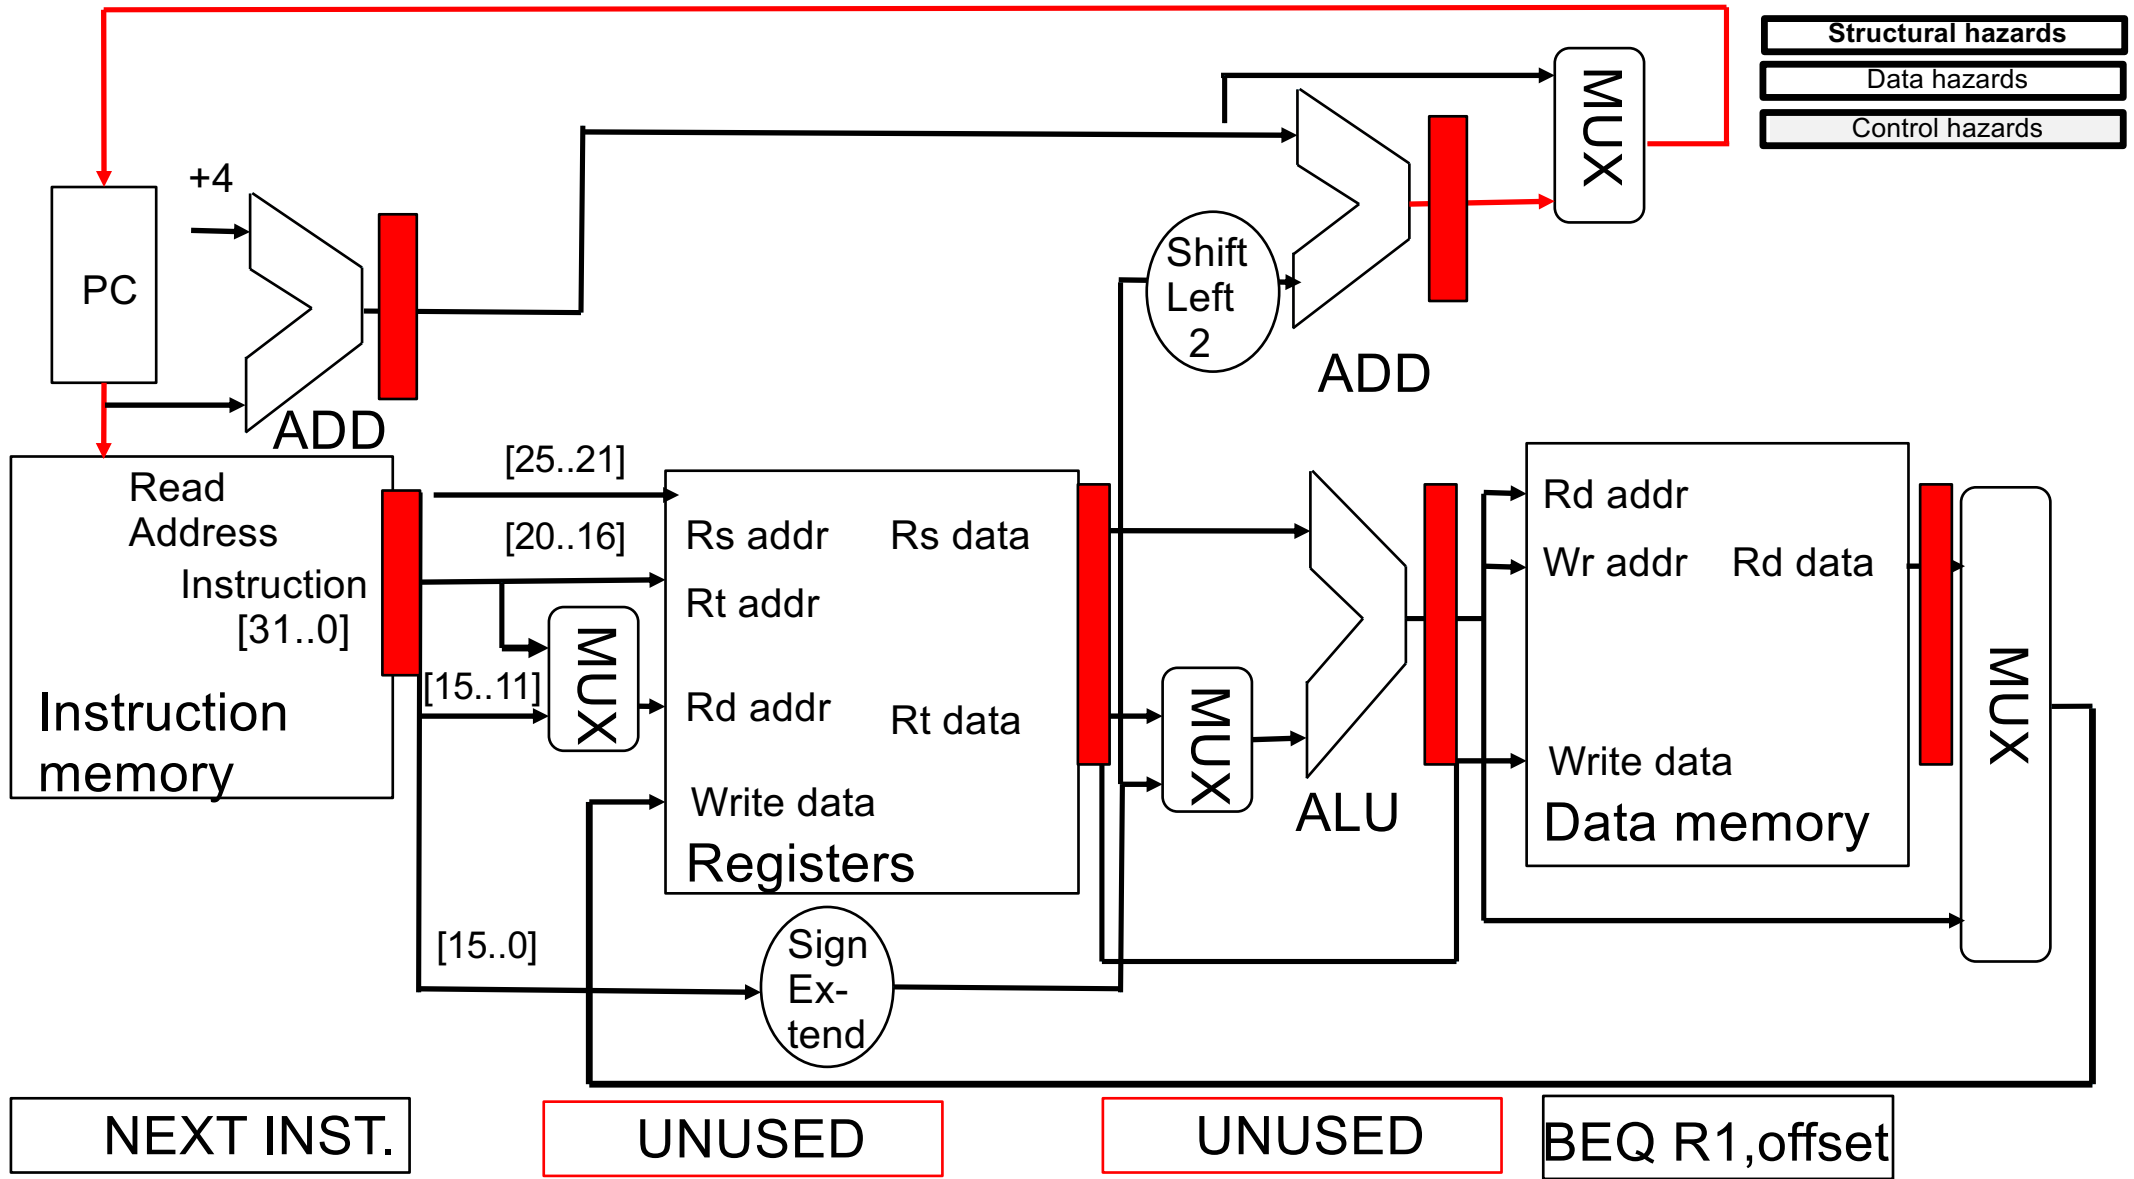 Structural hazards
Data hazards
Control hazards
MUX
+4
PC
ADD
Shift
Left
2
ADD
Read
Address
Instruction
[31..0]
Instruction
memory
[25..21]
[20..16]
[15..11]
[15..0]
MUX
Rs addr
Rs data
Rt addr
Rd addr
Rt data
Write data
Registers
Sign
Ex-
tend
MUX
ALU
Rd addr
Wr addr
Rd data
Write data
Data memory
MUX
NEXT INST.
UNUSED
UNUSED
BEQ R1,offset